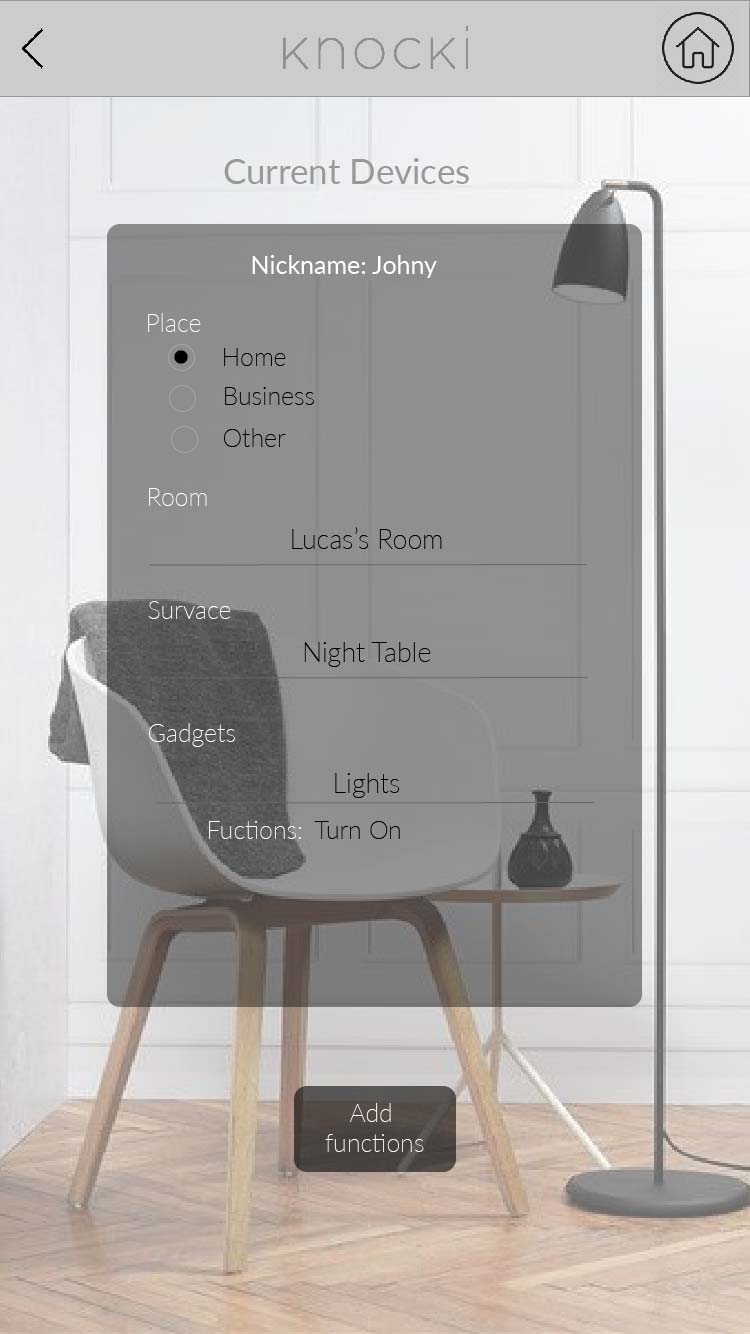 knocki
Current Devices
Nickname: Johny
Place
Home
Business
Other
Room
Lucas’s Room
Survace
Night Table
Gadgets
Lights
Fuctions: Turn On
Add
functions